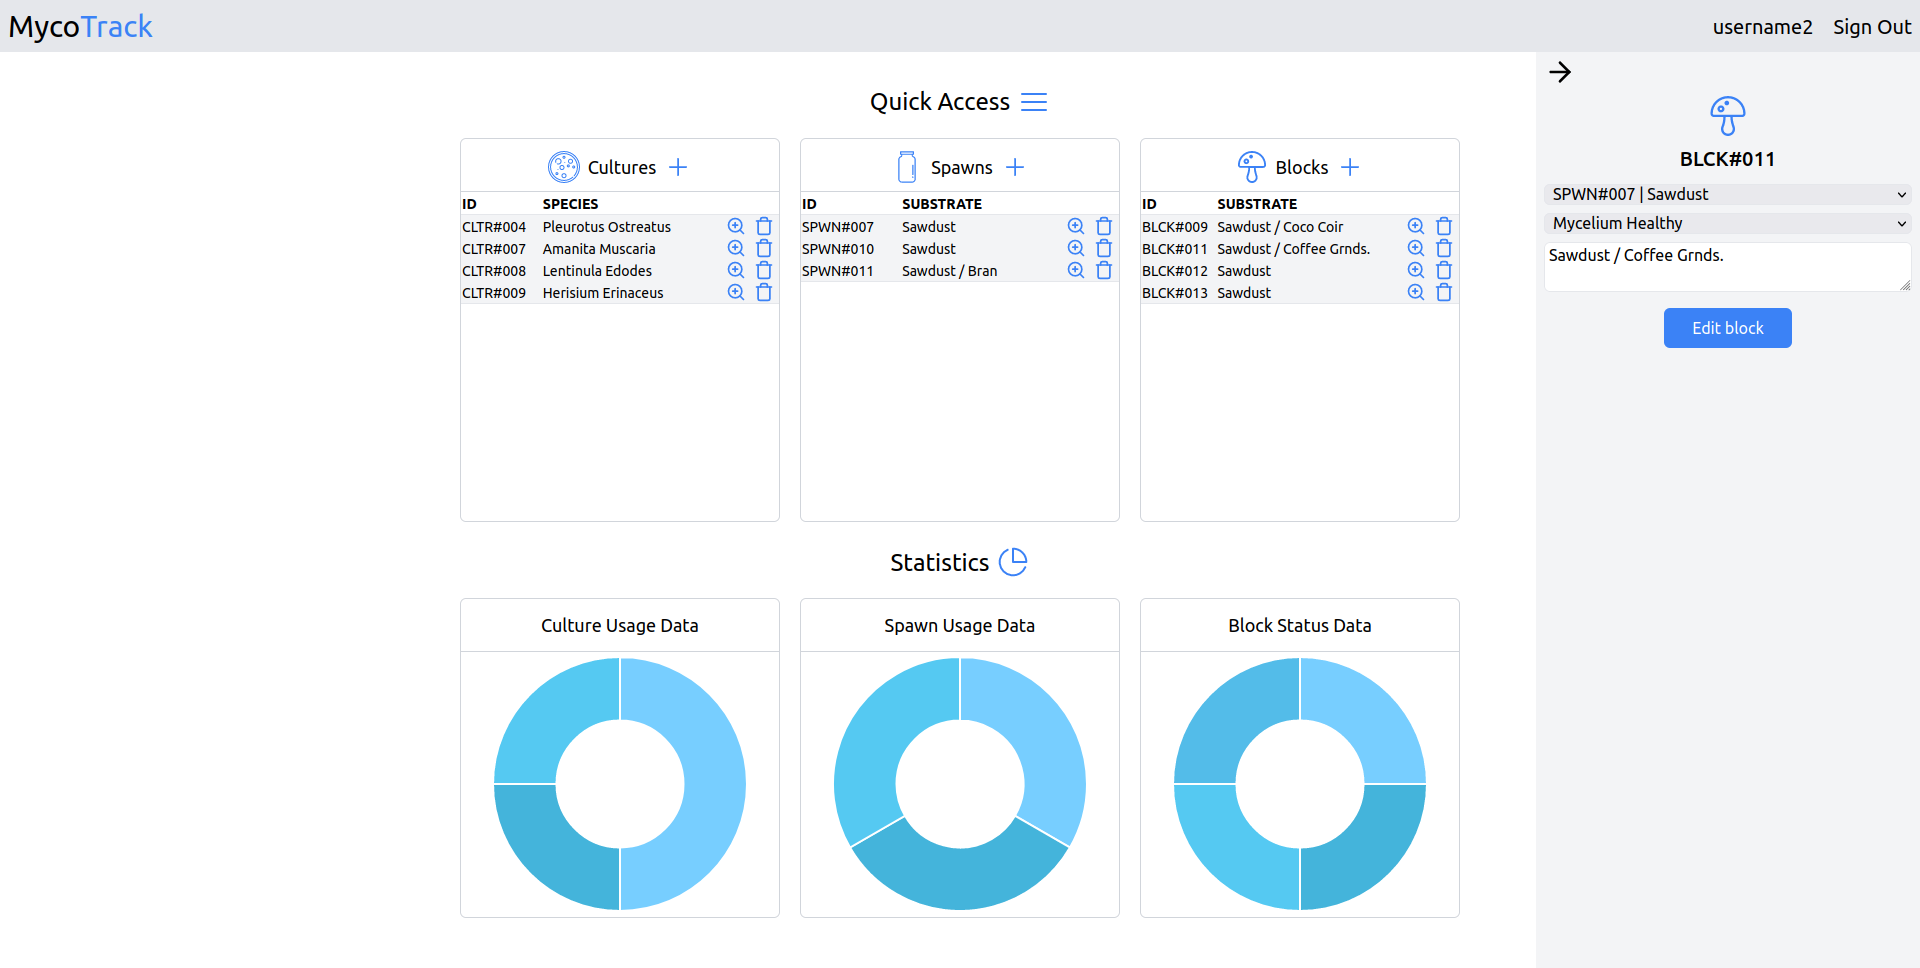 MycoTrack
username2 Sign Out
Quick Access
Cultures
ID SPECIES
CLTR#004 Pleurotus Ostreatus
CLTR#007 Amanita Muscaria
CLTR#008 Lentinula Edodes
CLTR#009 Herisium Erinaceus
Spawns
ID SUBSTRATE
SPWN#007 Sawdust
SPWN#010 Sawdust
SPWN#011 Sawdust / Bran
Blocks
ID SUBSTRATE
BLCK#009 Sawdust / Coco Coir
BLCK#011 Sawdust / Coffee Grnds.
BLCK#012 Sawdust
BLCK#013 Sawdust
Statistics
Culture Usage Data
Spawn Usage Data
Block Status Data
BLCK#011
SPWN#007 | Sawdust
Mycelium Healthy
Sawdust / Coffee Grnds.
Edit block